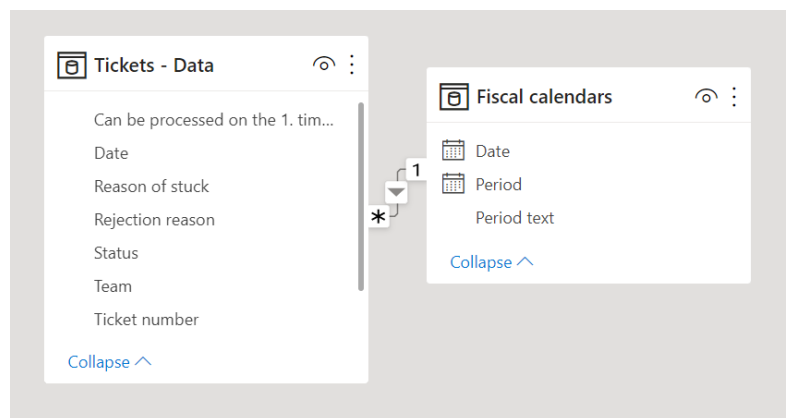 Tickets - Data
Can be processed on the 1. tim...
Date
Reason of stuck
Rejection reason
Status
Team
Ticket number
Collapse
1
*
Fiscal calendars
Date
Period
Period text
Collapse